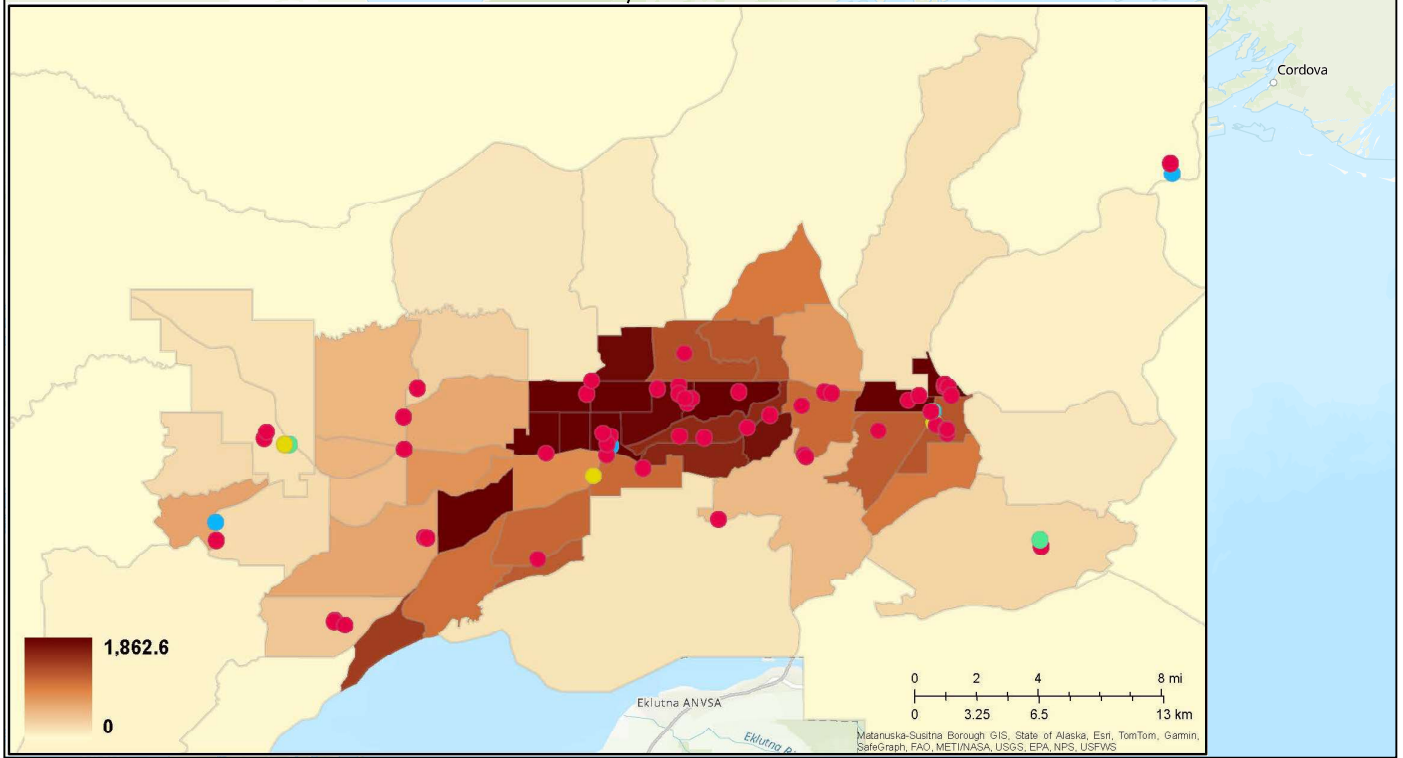 Cordova
1,862.6
0
Eklutna ANVSA
Eklutna
0 2 4 8 mi
0 3.25 6.5 13 km
Matanuska-Susitna Borough GIS, State of Alaska, Esri, TomTom, Garmin,
SafeGraph, FAO, METI/NASA, USGS, EPA, NPS, USFWS